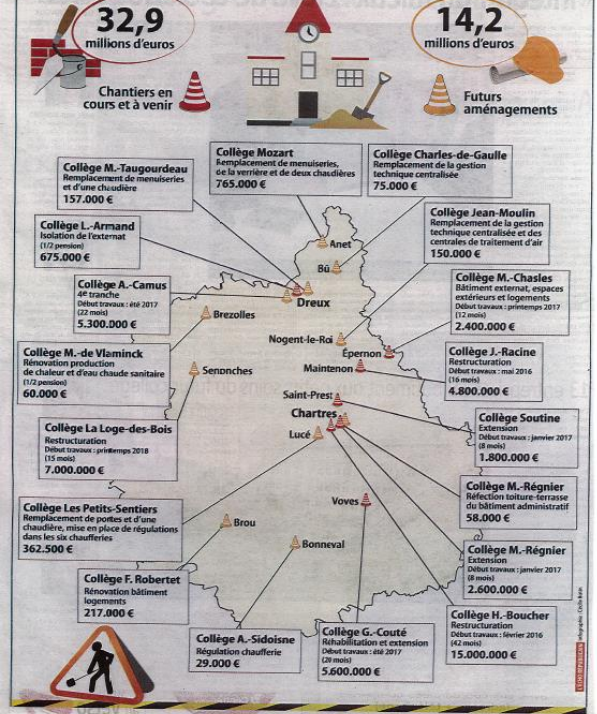 32,9
millions d'euros
Chantiers en
cours et à venir
14,2
millions d'euros
Futurs
aménagements
Collège M.-Taugourdeau
Remplacement de menuiseries
et d'une chaudière
157.000 €
Collège Mozart
Remplacement de menuiseries,
de la verrière et de deux chaudières
765.000 €
Collège Charles-de-Gaulle
Remplacement de la gestion
technique centralisée
75.000 €
Collège L.-Armand
Isolation de l'externat
(1/2 pension)
675.000 €
Collège Jean-Moulin
Remplacement de la gestion
technique centralisée et des
centrales de traitement d'air
150.000 €
Collège A.-Camus
4e tranche
Début travaux : été 2017
(22 mois)
5.300.000 €
Collège M.-Chasles
Bâtiment externat, espaces
extérieurs et logements
Début travaux : printemps 2017
(12 mois)
2.400.000 €
Anet
Bû
Dreux
Brezolles
Nogent-le-Roi
Épernon
Maintenon
Senonches
Saint-Prest
Chartres
Lucé
Voves
Brou
Bonneval
Collège M.-de Vlaminck
Rénovation production
de chaleur et d'eau chaude sanitaire
(1/2 pension)
60.000 €
Collège J.-Racine
Restructuration
Début travaux : mai 2016
(16 mois)
4.800.000 €
Collège La Loge-des-Bois
Restructuration
Début travaux : printemps 2018
(15 mois)
7.000.000 €
Collège Soutine
Extension
Début travaux : janvier 2017
(8 mois)
1.800.000 €
Collège Les Petits-Sentiers
Remplacement de portes et d'une
chaudière, mise en place de régulations
dans les six chaufferies
362.500 €
Collège M.-Régnier
Réfection toiture-terrasse
du bâtiment administratif
58.000 €
Collège M.-Régnier
Extension
Début travaux : janvier 2017
(8 mois)
2.600.000 €
Collège F. Robertet
Rénovation bâtiment
logements
217.000 €
Collège A.-Sidoisne
Régulation chaufferie
29.000 €
Collège G.-Couté
Réhabilitation et extension
Début travaux : été 2017
(20 mois)
5.600.000 €
Collège H.-Boucher
Restructuration
Début travaux : février 2016
(42 mois)
15.000.000 €